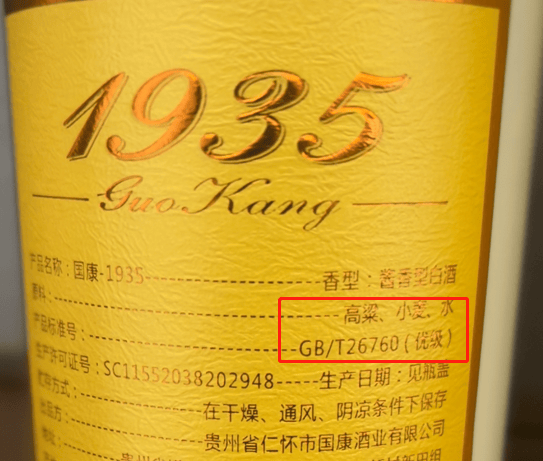 1935
Guo Kang
产品名称：国康-1935 香型：酱香型白酒
原料： 高粱、小麦、水
产品标准号： GB/T26760（优级）
生产许可证号：SC11552038202948 生产日期：见瓶盖
贮存方式： 在干燥、通风、阴凉条件下保存
出品方： 贵州省仁怀市国康酒业有限公司
地址：